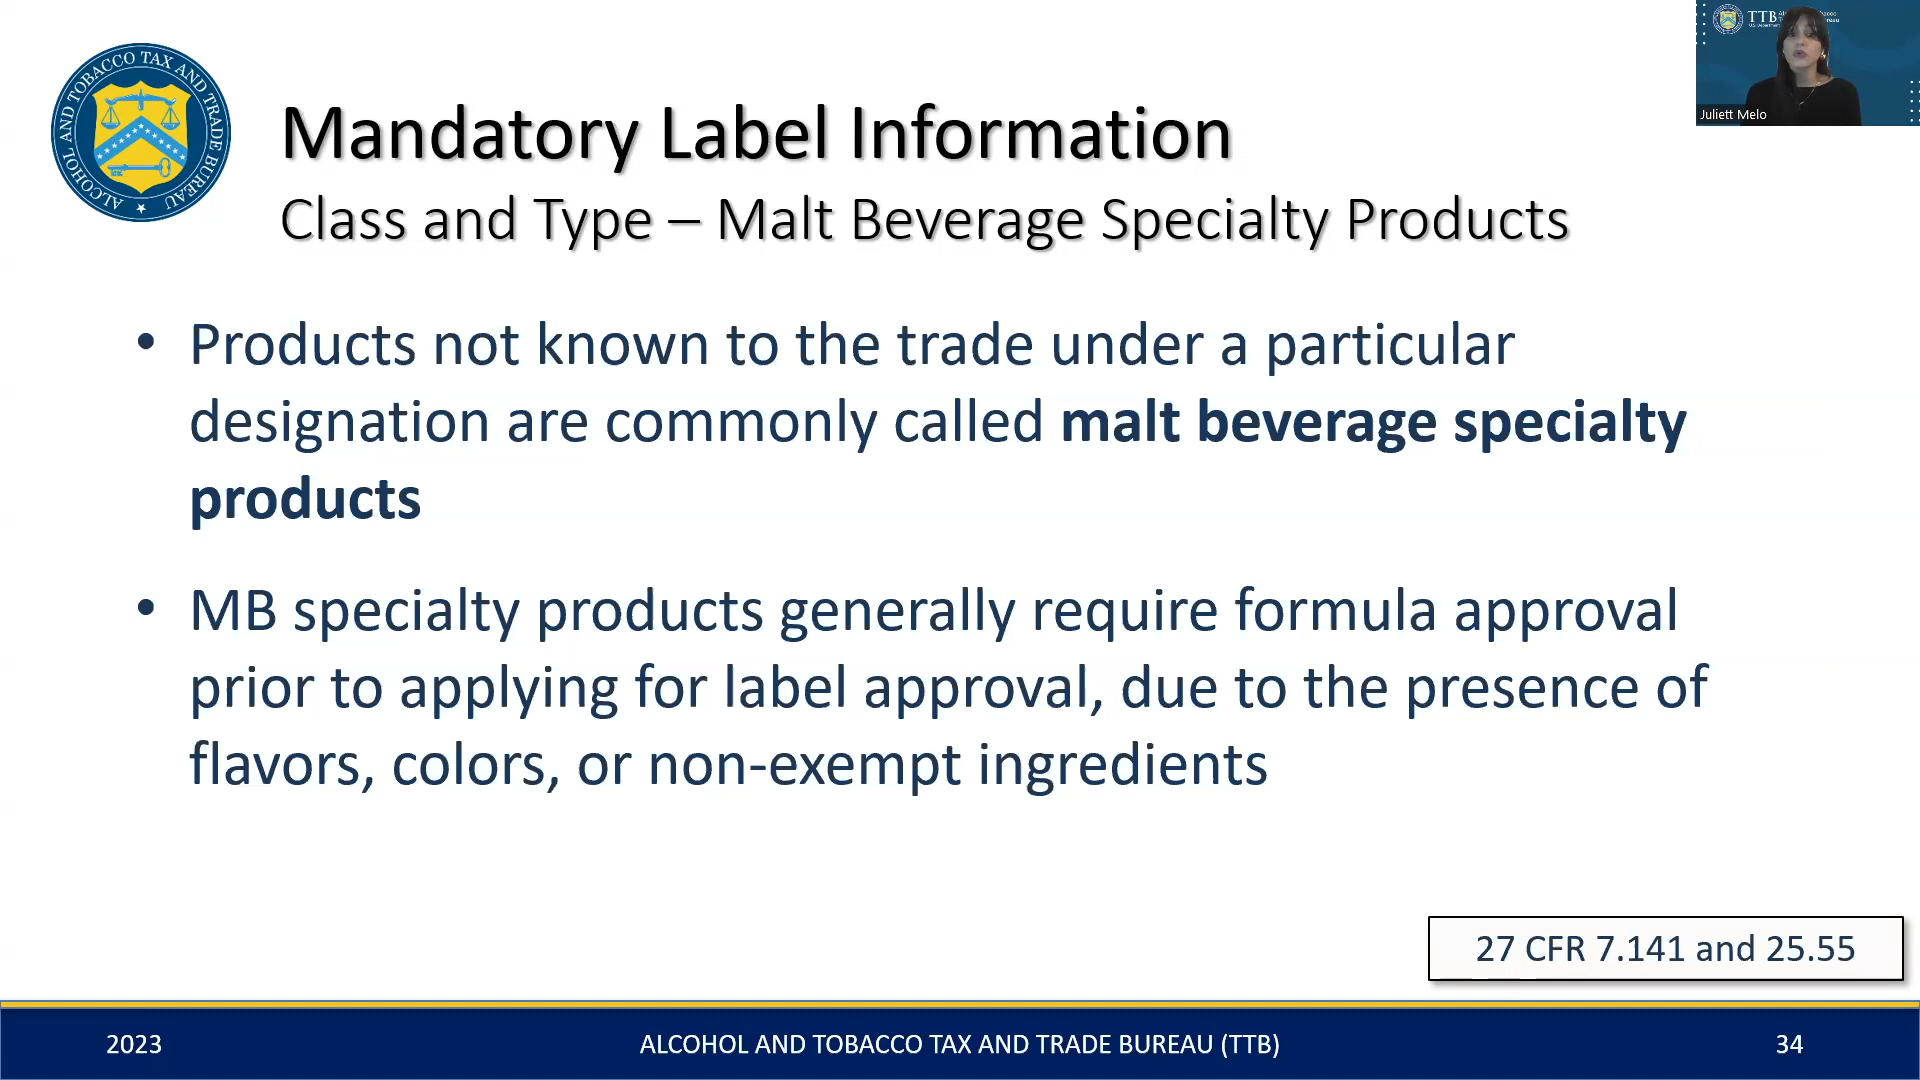 ALCOHOL AND TOBACCO TAX AND TRADE BUREAU
TTB
Juliett Melo
Mandatory Label Information
Class and Type – Malt Beverage Specialty Products
• Products not known to the trade under a particular
designation are commonly called malt beverage specialty
products
• MB specialty products generally require formula approval
prior to applying for label approval, due to the presence of
flavors, colors, or non-exempt ingredients
27 CFR 7.141 and 25.55
2023
ALCOHOL AND TOBACCO TAX AND TRADE BUREAU (TTB)
34